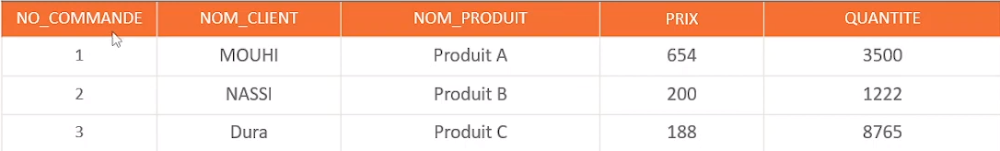 NO_COMMANDE NOM_CLIENT NOM_PRODUIT PRIX QUANTITE
1 MOUHI Produit A 654 3500
2 NASSI Produit B 200 1222
3 Dura Produit C 188 8765